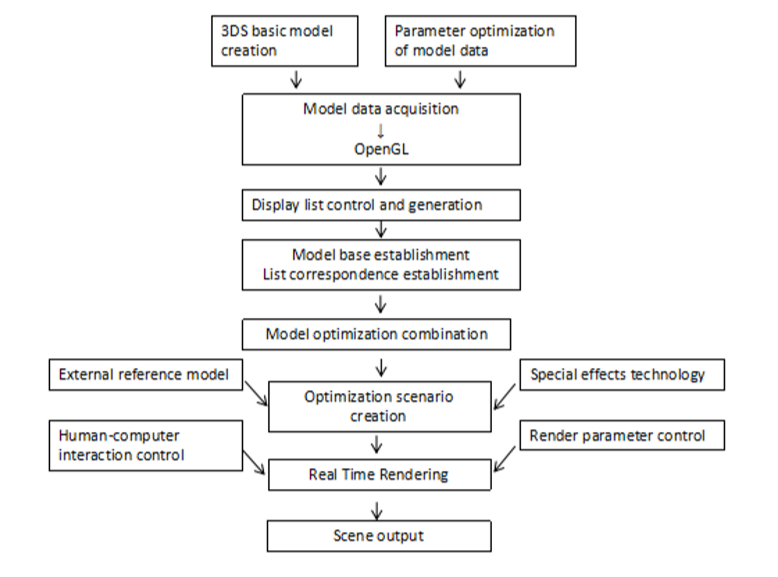 3DS basic model
creation
Parameter optimization
of model data
Model data acquisition
↓
OpenGL
Display list control and generation
Model base establishment
List correspondence establishment
Model optimization combination
External reference model
Special effects technology
Optimization scenario
creation
Human-computer
interaction control
Render parameter control
Real Time Rendering
Scene output